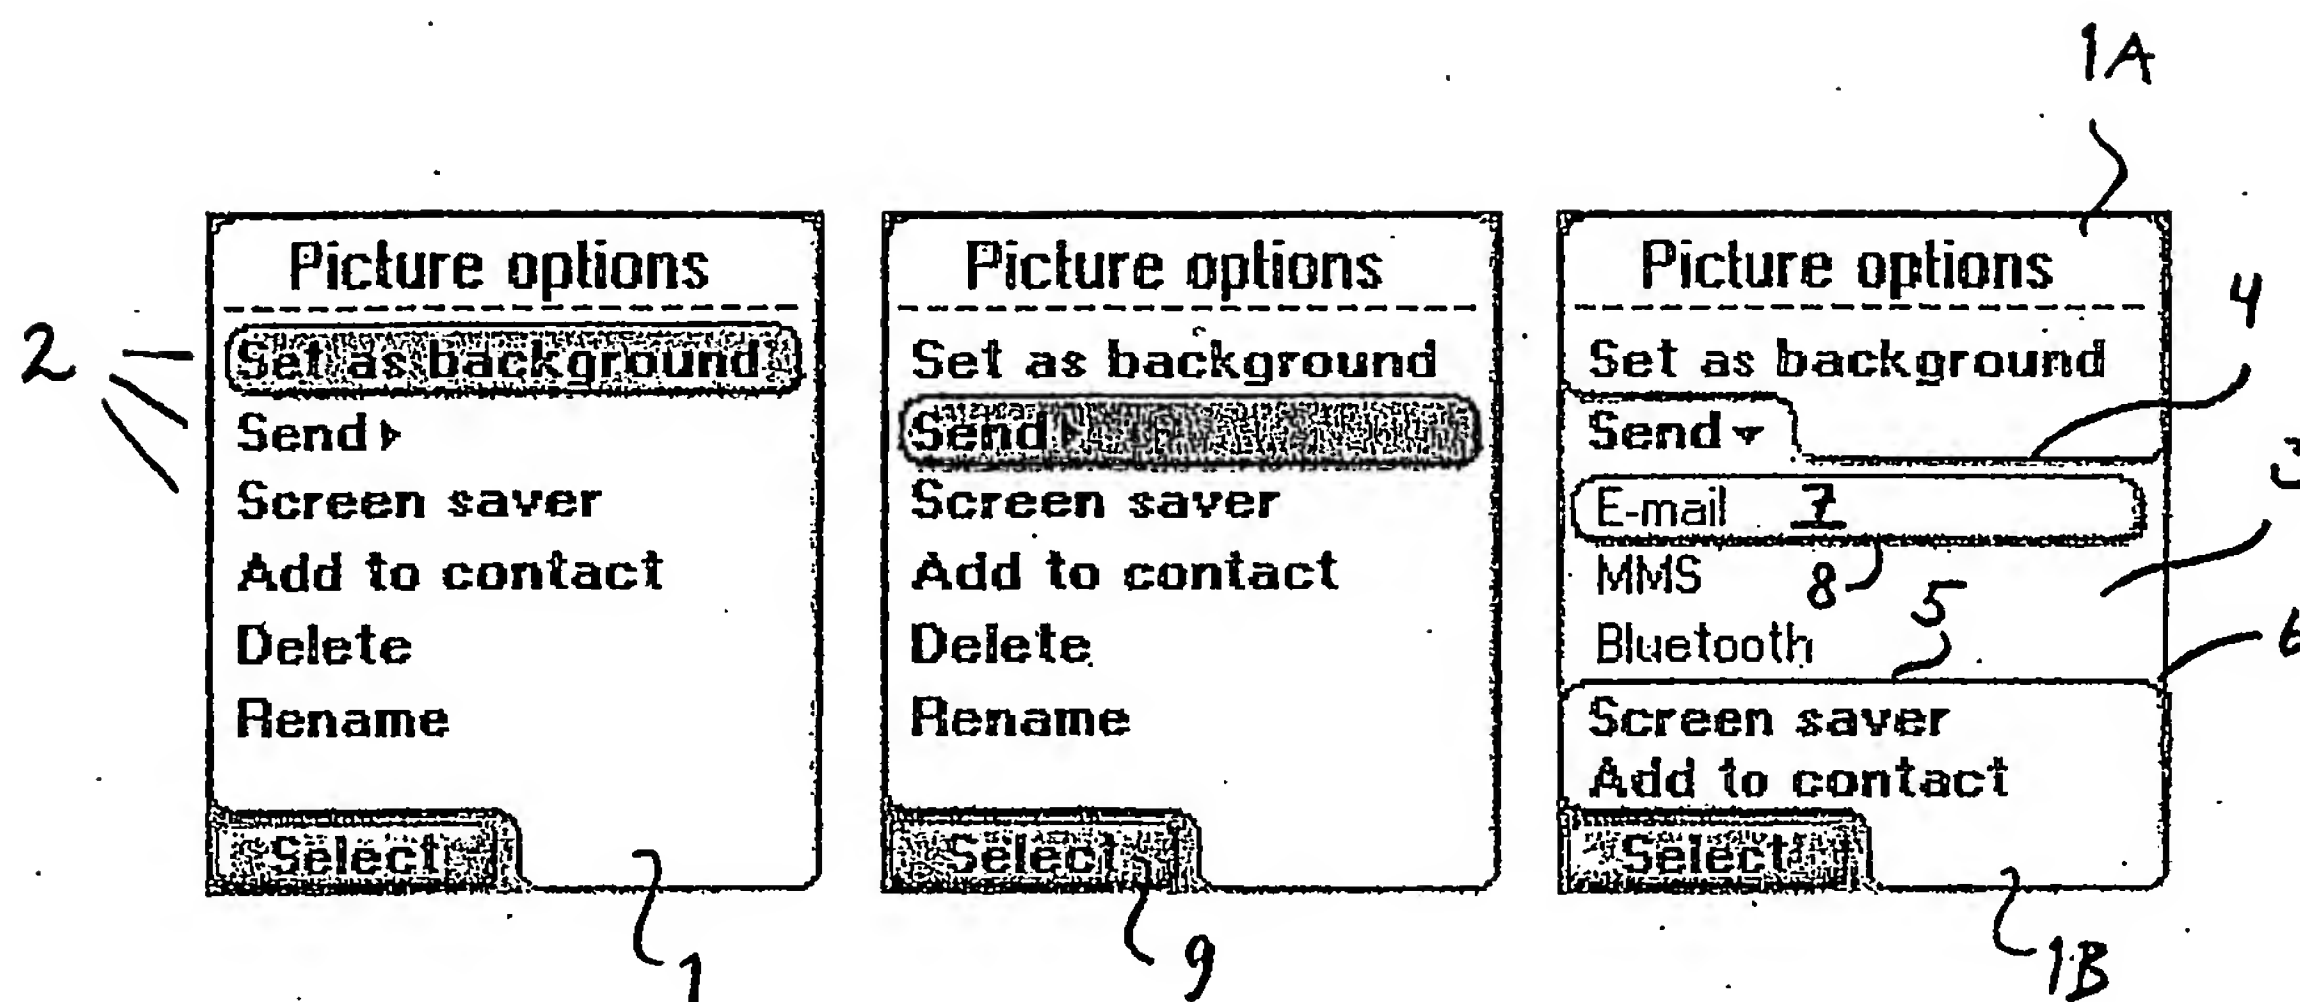 1A
Picture options
Set as background
Send ▸
Screen saver
Add to contact
Delete
Rename
Select
2
1
Picture options
Set as background
Send ▸
Screen saver
Add to contact
Delete
Rename
Select
9
Picture options
Set as background
Send ▾
E-mail 7
MMS
Bluetooth
Screen saver
Add to contact
Select
4
3
8
5
6
1B